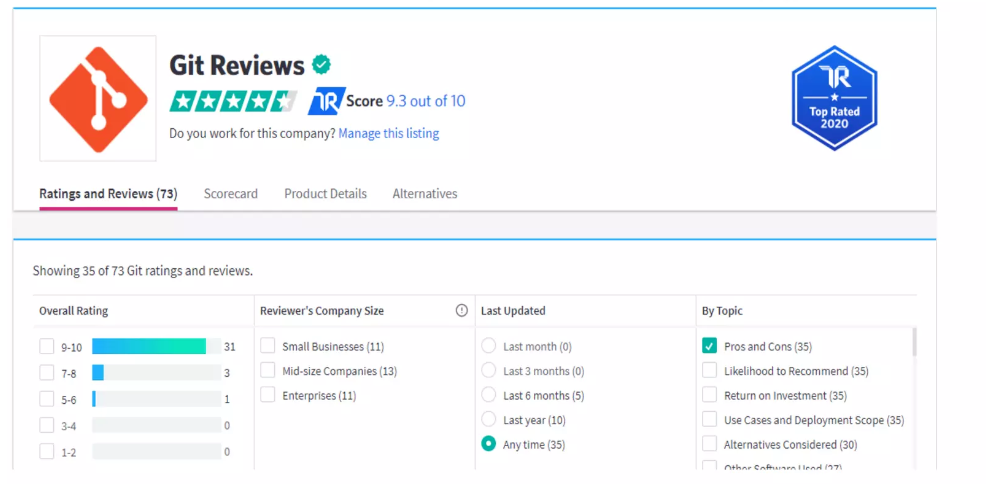 Git Reviews
TR Score 9.3 out of 10
Do you work for this company? Manage this listing
TR
Top Rated
2020
Ratings and Reviews (73) Scorecard Product Details Alternatives
Showing 35 of 73 Git ratings and reviews.
Overall Rating
9-10 31
7-8 3
5-6 1
3-4 0
1-2 0
Reviewer's Company Size
Small Businesses (11)
Mid-size Companies (13)
Enterprises (11)
Last Updated
Last month (0)
Last 3 months (0)
Last 6 months (5)
Last year (10)
Any time (35)
By Topic
Pros and Cons (35)
Likelihood to Recommend (35)
Return on Investment (35)
Use Cases and Deployment Scope (35)
Alternatives Considered (30)
Other Software Used (27)